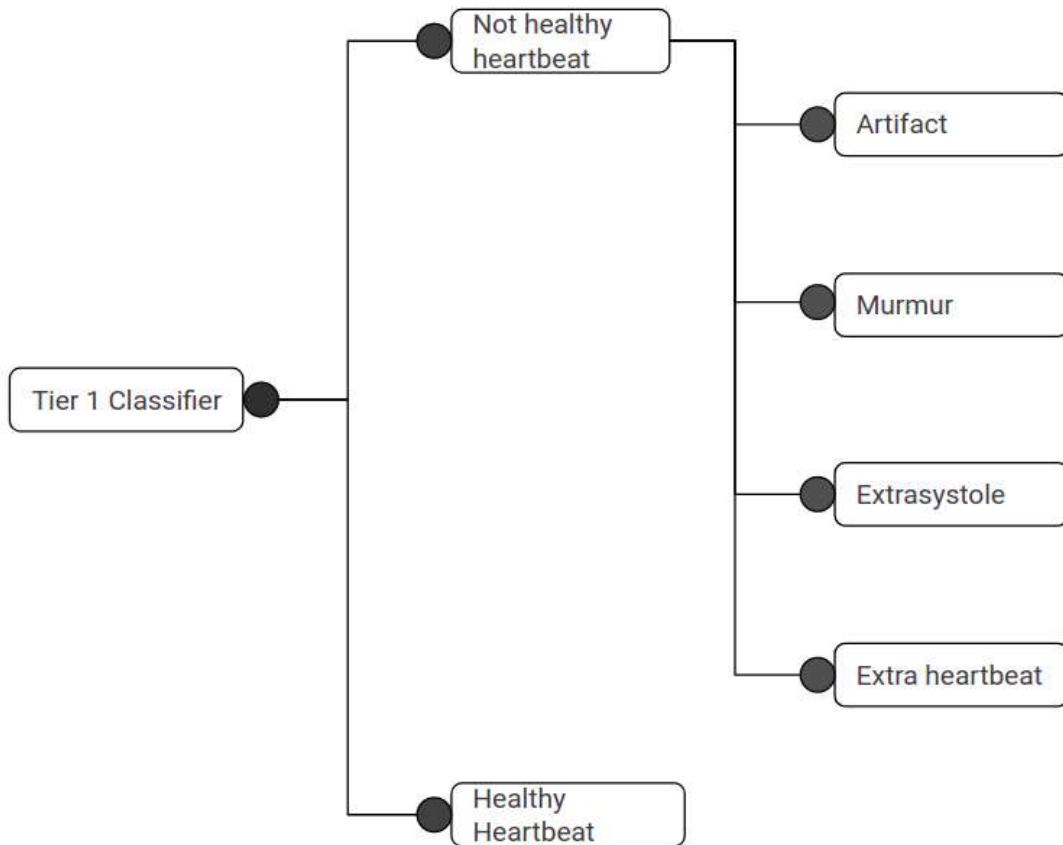 Not healthy
heartbeat
Artifact
Murmur
Tier 1 Classifier
Extrasystole
Extra heartbeat
Healthy
Heartbeat